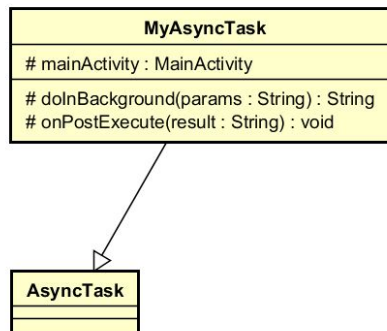 MyAsyncTask
# mainActivity : MainActivity
# doInBackground(params : String) : String
# onPostExecute(result : String) : void
AsyncTask